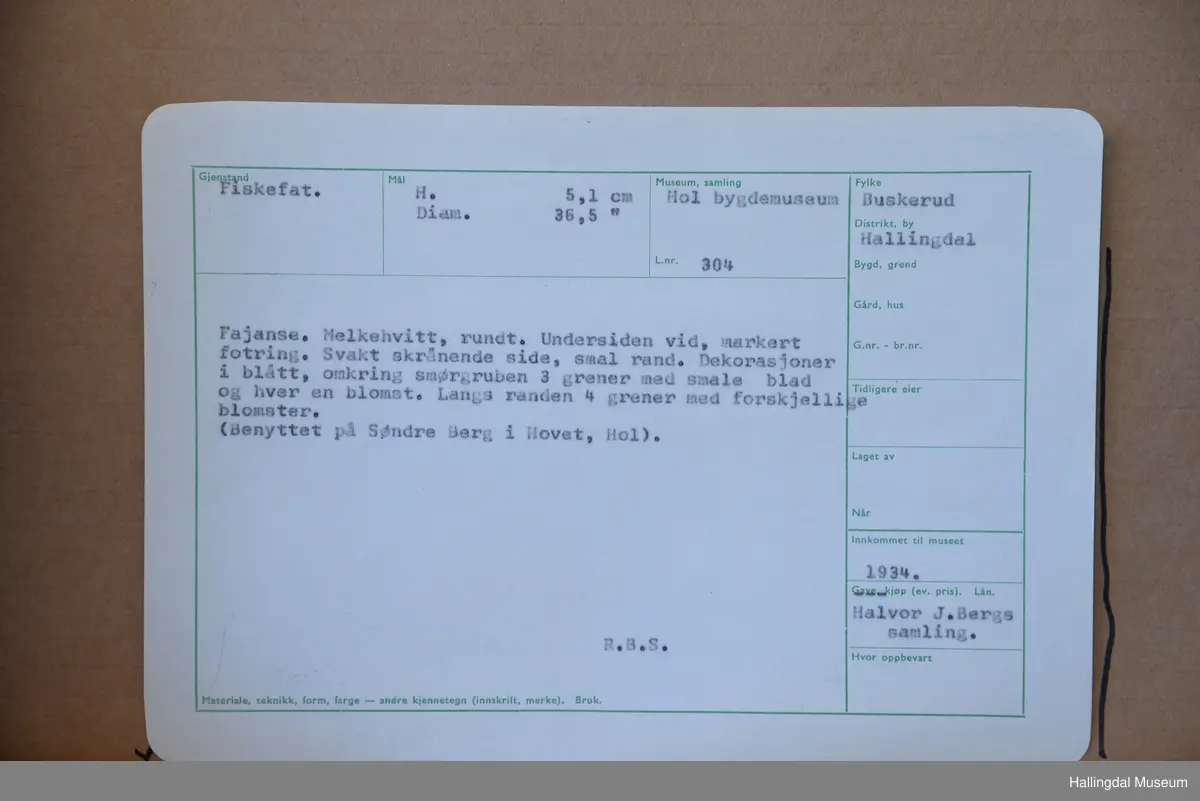 Gjenstand
Fiskefat.
Mål
H. 5,1 cm
Diam. 36,5 "
Museum, samling
Hol bygdemuseum
L.nr. 304
Fylke
Buskerud
Distrikt, by
Hallingdal
Bygd, grend
Gård, hus
G.nr. - br.nr.
Tidligere eier
Laget av
Når
Innkommet til museet
1934.
Gave, kjøp (ev. pris). Lån.
Halvor J.Bergs
samling.
Hvor oppbevart
Fajanse. Melkehvitt, rundt. Undersiden vid, markert
fotring. Svakt skrånende side, smal rand. Dekorasjoner
i blått, omkring smørgruben 3 grener med smale blad
og hver en blomst. Langs randen 4 grener med forskjellige
blomster.
(Benyttet på Søndre Berg i Hovet, Hol).
R.B.S.
Materiale, teknikk, form, farge — andre kjennetegn (innskrift, merke). Bruk.
Hallingdal Museum